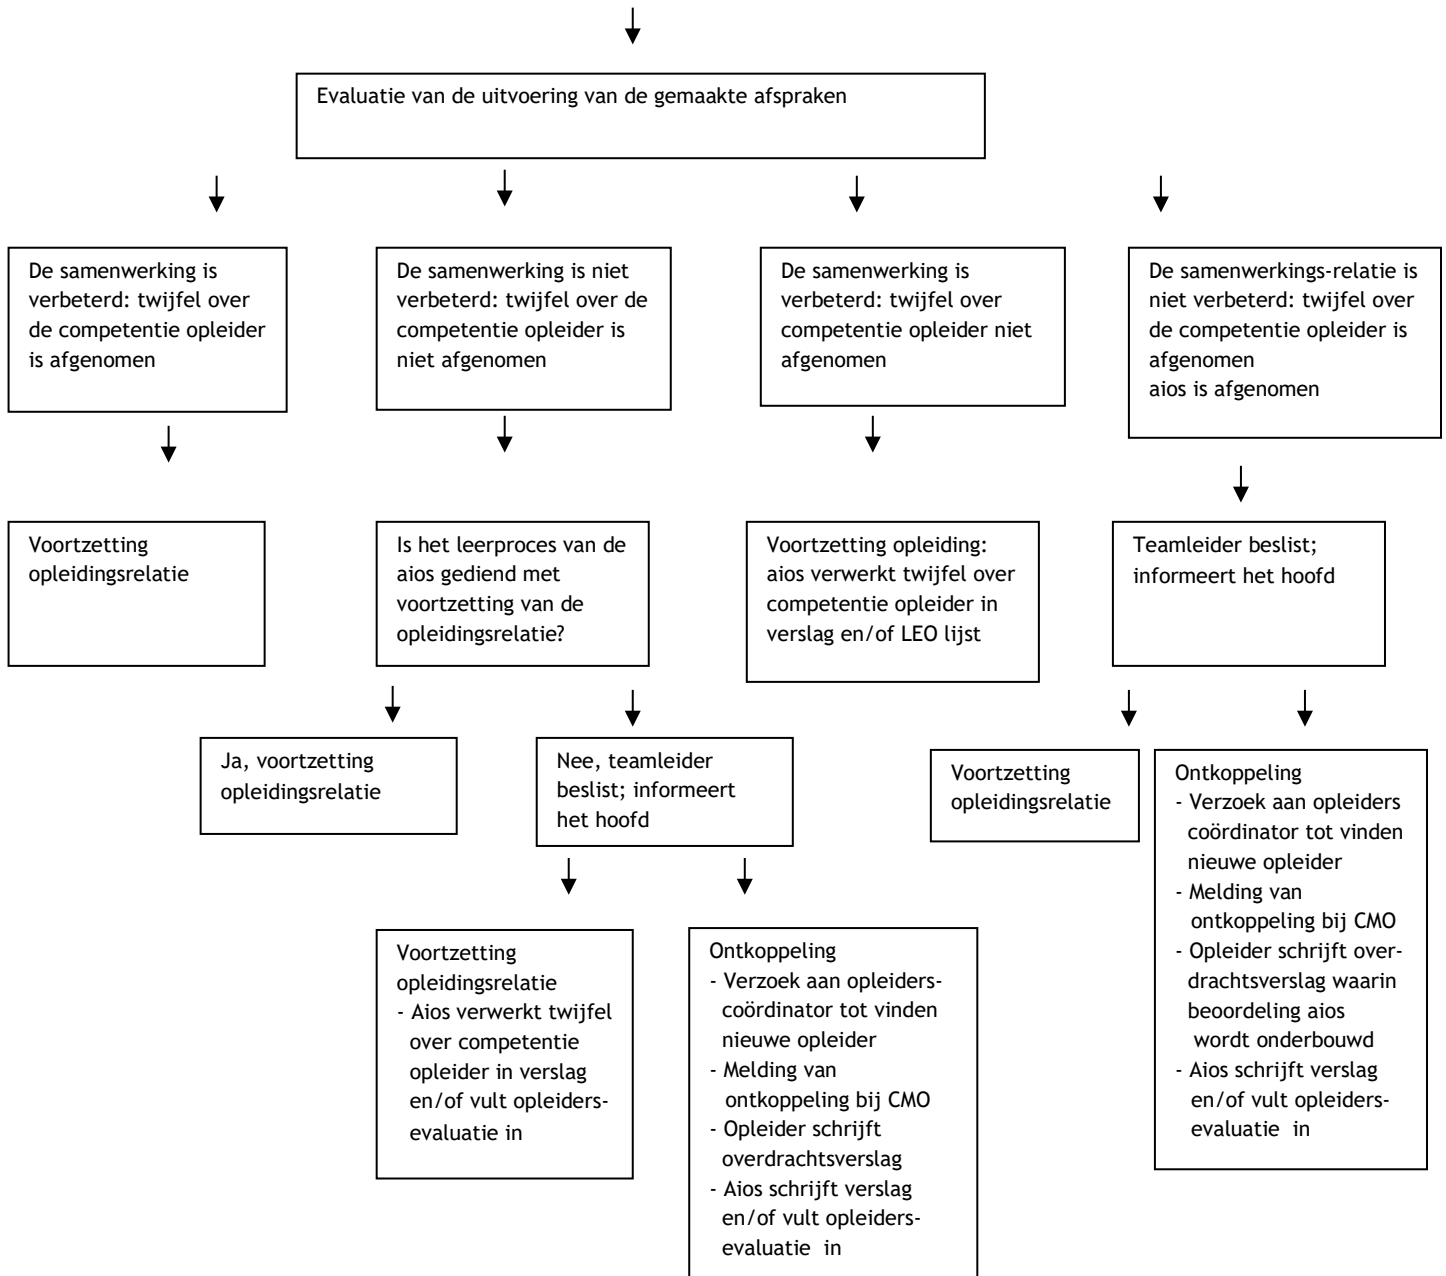 Evaluatie van de uitvoering van de gemaakte afspraken
De samenwerking is
verbeterd: twijfel over
de competentie opleider
is afgenomen
De samenwerking is niet
verbeterd: twijfel over de
competentie opleider is
niet afgenomen
De samenwerking is
verbeterd: twijfel over
competentie opleider niet
afgenomen
De samenwerkings-relatie is
niet verbeterd: twijfel over
de competentie opleider is
afgenomen
aios is afgenomen
Voortzetting
opleidingsrelatie
Is het leerproces van de
aios gediend met
voortzetting van de
opleidingsrelatie?
Voortzetting opleiding:
aios verwerkt twijfel over
competentie opleider in
verslag en/of LEO lijst
Teamleider beslist;
informeert het hoofd
Ja, voortzetting
opleidingsrelatie
Nee, teamleider
beslist; informeert
het hoofd
Voortzetting
opleidingsrelatie
Ontkoppeling
- Verzoek aan opleiders
coördinator tot vinden
nieuwe opleider
- Melding van
ontkoppeling bij CMO
- Opleider schrijft over-
drachtsverslag waarin
beoordeling aios
wordt onderbouwd
- Aios schrijft verslag
en/of vult opleiders-
evaluatie  in
Voortzetting
opleidingsrelatie
- Aios verwerkt twijfel
over competentie
opleider in verslag
en/of vult opleiders-
evaluatie in
Ontkoppeling
- Verzoek aan opleiders-
coördinator tot vinden
nieuwe opleider
- Melding van
ontkoppeling bij CMO
- Opleider schrijft
overdrachtsverslag
- Aios schrijft verslag
en/of vult opleiders-
evaluatie  in